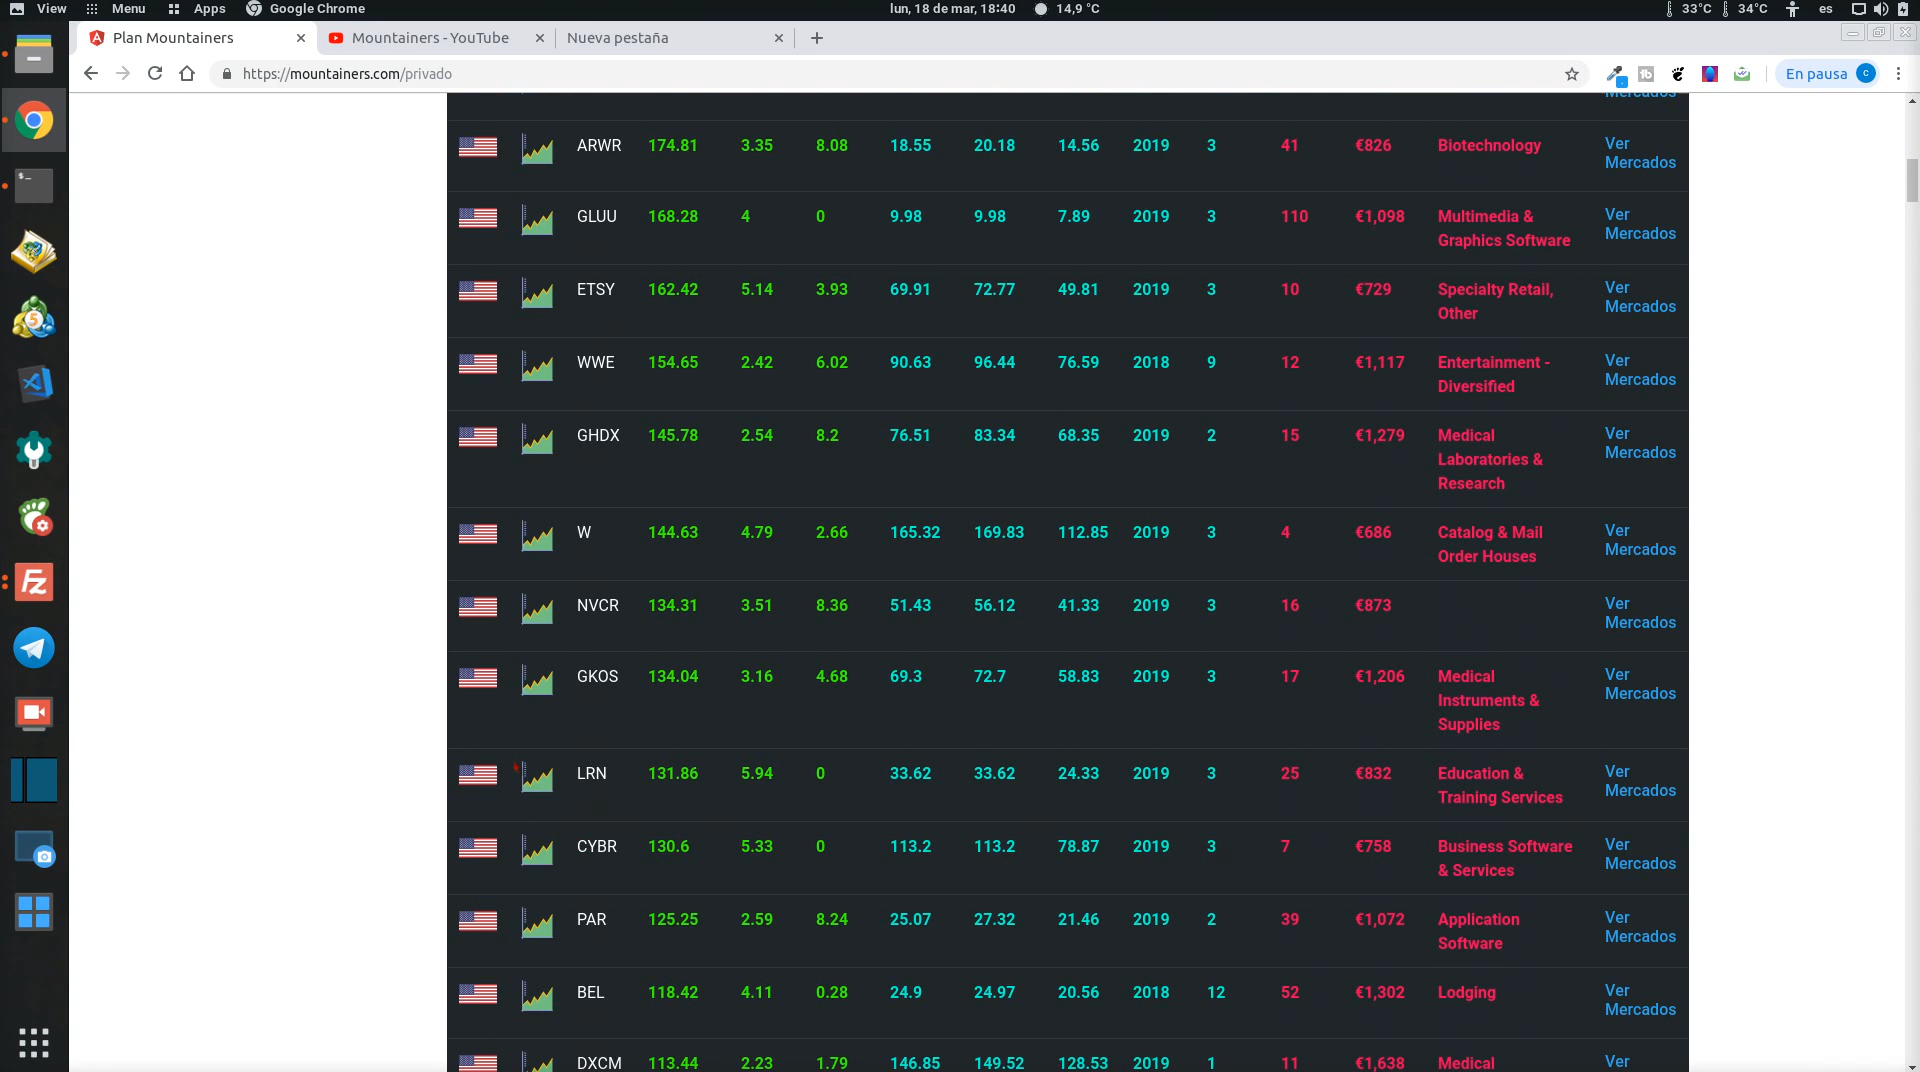 View Menu Apps Google Chrome lun, 18 de mar, 18:40 14,9 °C 33°C 34°C es
Plan Mountainers Mountainers - YouTube Nueva pestaña
https://mountainers.com/privado En pausa C
Mercados
ARWR 174.81 3.35 8.08 18.55 20.18 14.56 2019 3 41 €826 Biotechnology Ver
Mercados
GLUU 168.28 4 0 9.98 9.98 7.89 2019 3 110 €1,098 Multimedia & Ver
Graphics Software Mercados
ETSY 162.42 5.14 3.93 69.91 72.77 49.81 2019 3 10 €729 Specialty Retail, Ver
Other Mercados
WWE 154.65 2.42 6.02 90.63 96.44 76.59 2018 9 12 €1,117 Entertainment - Ver
Diversified Mercados
GHDX 145.78 2.54 8.2 76.51 83.34 68.35 2019 2 15 €1,279 Medical Ver
Laboratories & Mercados
Research
W 144.63 4.79 2.66 165.32 169.83 112.85 2019 3 4 €686 Catalog & Mail Ver
Order Houses Mercados
NVCR 134.31 3.51 8.36 51.43 56.12 41.33 2019 3 16 €873 Ver
Mercados
GKOS 134.04 3.16 4.68 69.3 72.7 58.83 2019 3 17 €1,206 Medical Ver
Instruments & Mercados
Supplies
LRN 131.86 5.94 0 33.62 33.62 24.33 2019 3 25 €832 Education & Ver
Training Services Mercados
CYBR 130.6 5.33 0 113.2 113.2 78.87 2019 3 7 €758 Business Software Ver
& Services Mercados
PAR 125.25 2.59 8.24 25.07 27.32 21.46 2019 2 39 €1,072 Application Ver
Software Mercados
BEL 118.42 4.11 0.28 24.9 24.97 20.56 2018 12 52 €1,302 Lodging Ver
Mercados
DXCM 113.44 2.23 1.79 146.85 149.52 128.53 2019 1 11 €1,638 Medical Ver